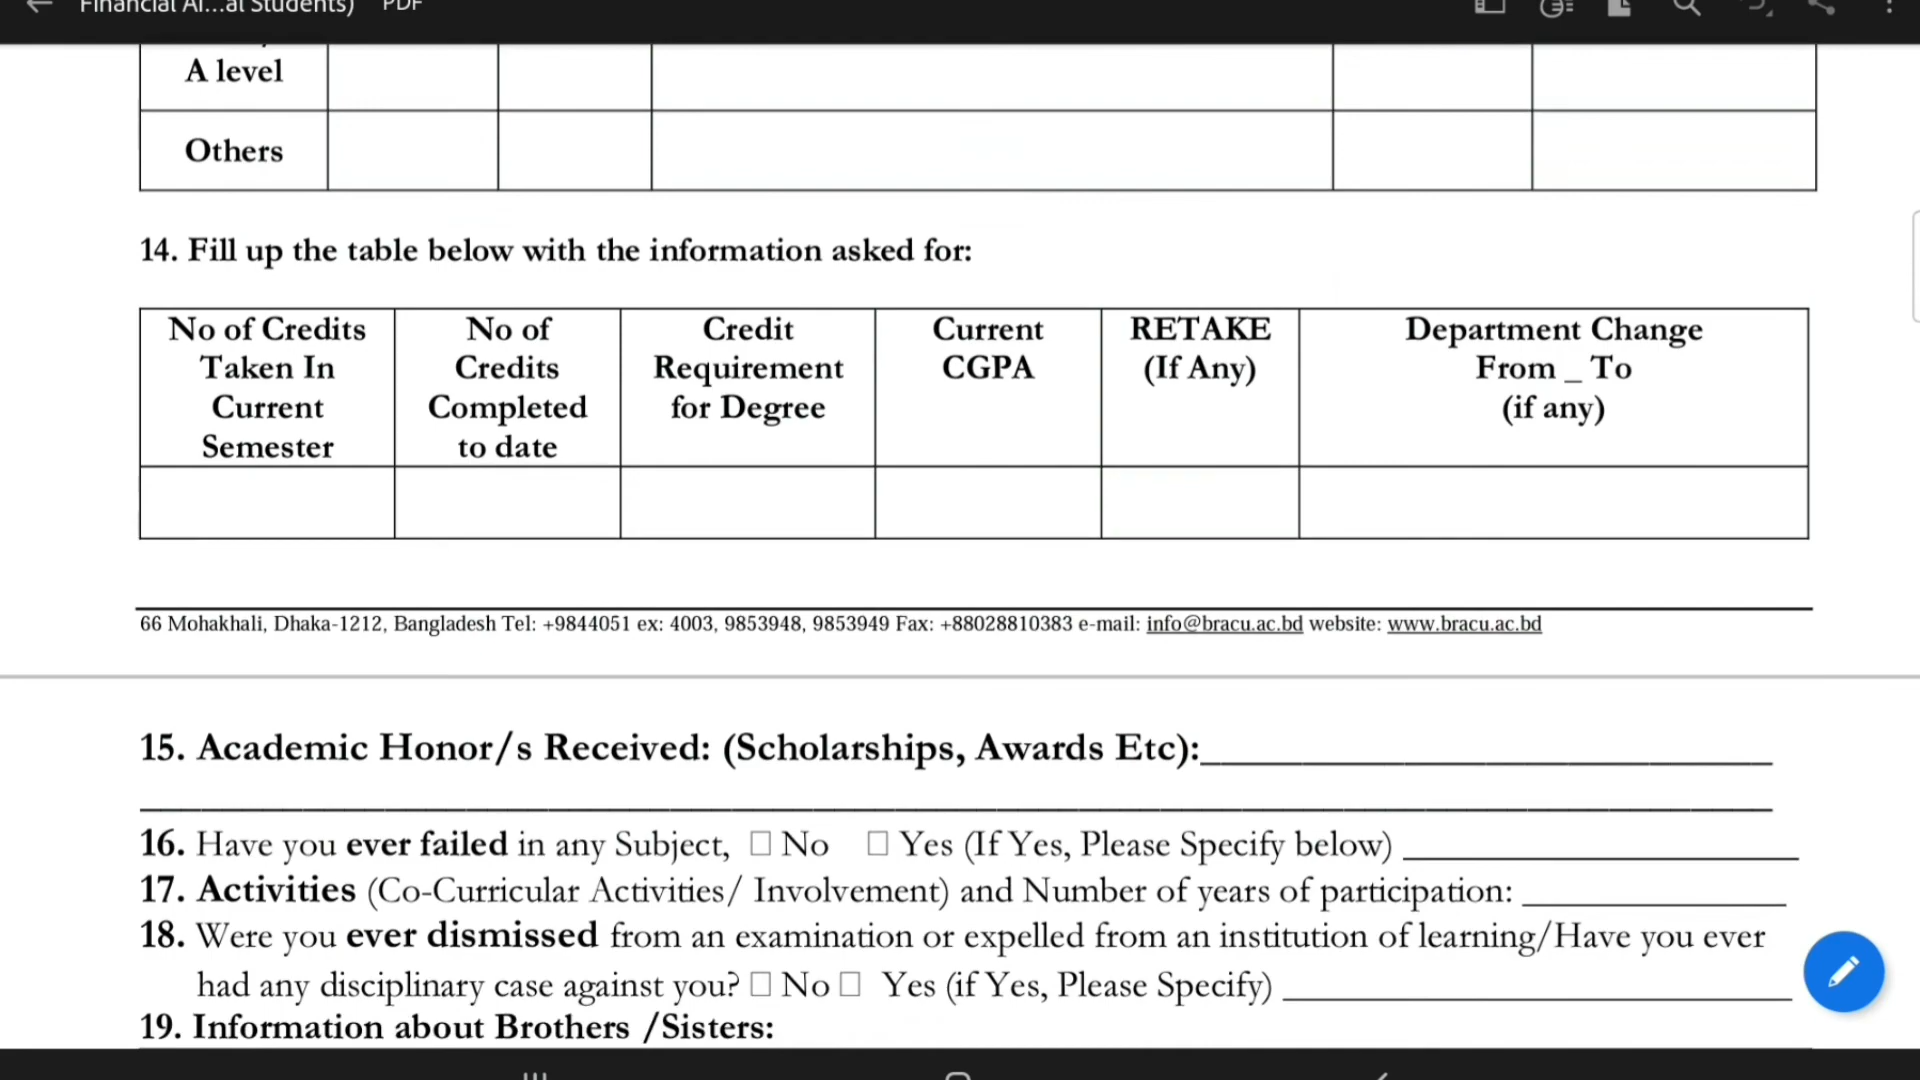 Financial Ai...al Students) PDF
A level
Others
14. Fill up the table below with the information asked for:
No of Credits Taken In Current Semester
No of Credits Completed to date
Credit Requirement for Degree
Current CGPA
RETAKE (If Any)
Department Change From _ To (if any)
66 Mohakhali, Dhaka-1212, Bangladesh Tel: +9844051 ex: 4003, 9853948, 9853949 Fax: +88028810383 e-mail: info@bracu.ac.bd website: www.bracu.ac.bd
15. Academic Honor/s Received: (Scholarships, Awards Etc):
16. Have you ever failed in any Subject, □ No □ Yes (If Yes, Please Specify below)
17. Activities (Co-Curricular Activities/ Involvement) and Number of years of participation:
18. Were you ever dismissed from an examination or expelled from an institution of learning/Have you ever
had any disciplinary case against you? □ No □ Yes (if Yes, Please Specify)
19. Information about Brothers /Sisters: